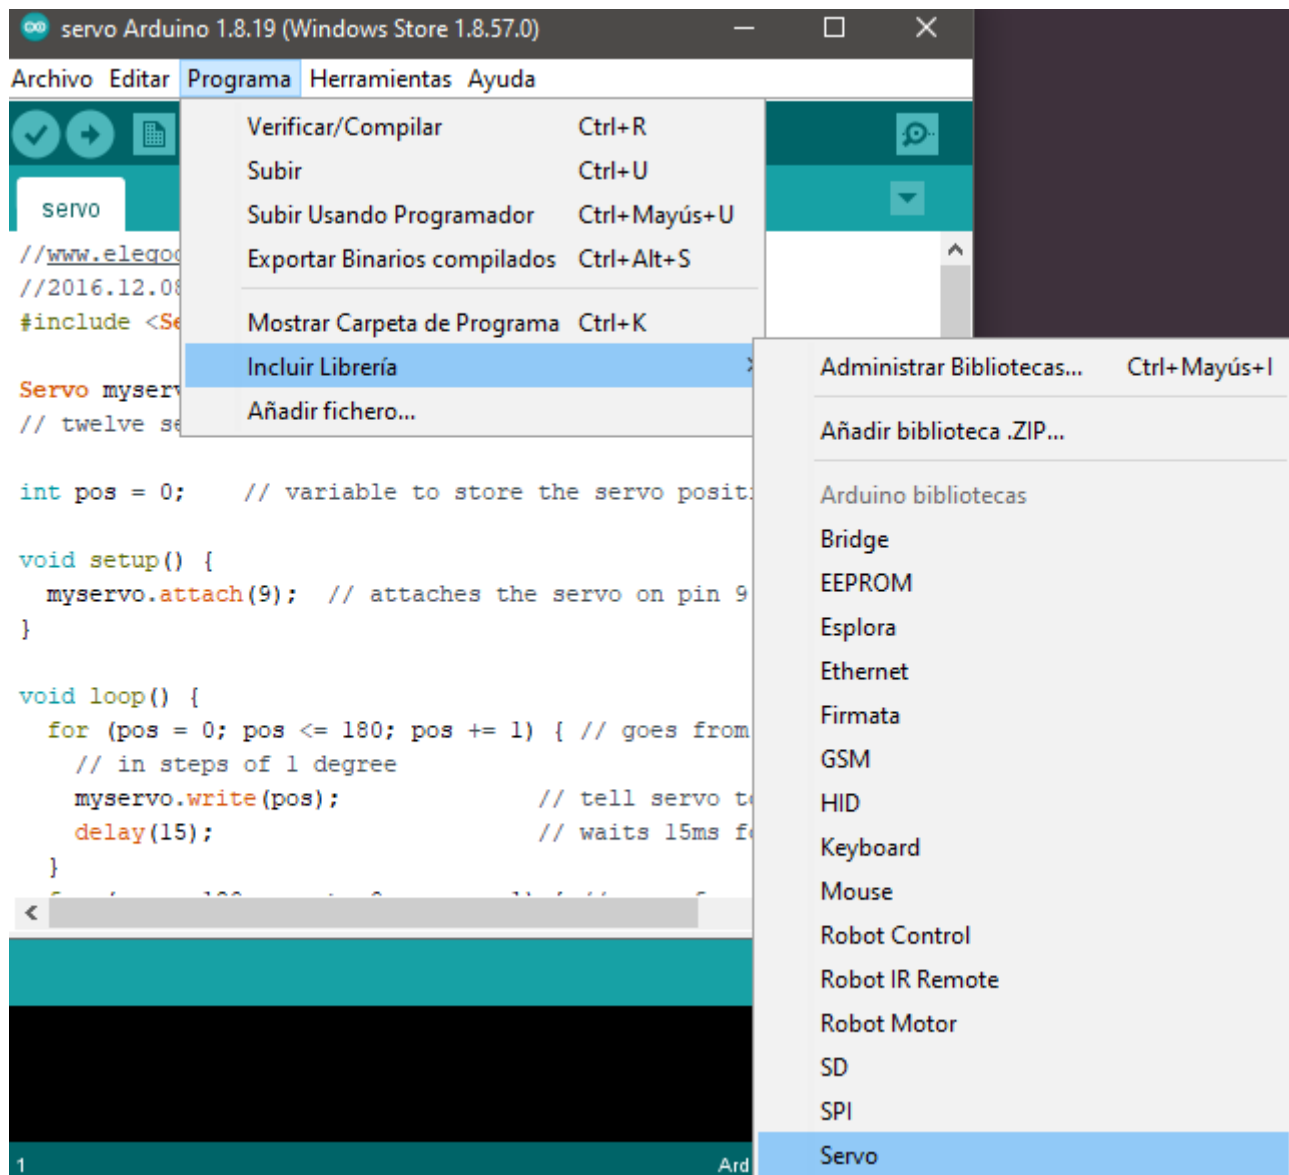 servo Arduino 1.8.19 (Windows Store 1.8.57.0)
Archivo Editar Programa Herramientas Ayuda
Verificar/Compilar Ctrl+R
Subir Ctrl+U
Subir Usando Programador Ctrl+Mayús+U
Exportar Binarios compilados Ctrl+Alt+S
Mostrar Carpeta de Programa Ctrl+K
Incluir Librería
Añadir fichero...
Administrar Bibliotecas... Ctrl+Mayús+I
Añadir biblioteca .ZIP...
Arduino bibliotecas
Bridge
EEPROM
Esplora
Ethernet
Firmata
GSM
HID
Keyboard
Mouse
Robot Control
Robot IR Remote
Robot Motor
SD
SPI
Servo
servo
//www.elegoo
//2016.12.08
#include <Se
Servo myserv
// twelve se
int pos = 0;    // variable to store the servo positi
void setup() {
myservo.attach(9);  // attaches the servo on pin 9
}
void loop() {
for (pos = 0; pos <= 180; pos += 1) { // goes from
// in steps of 1 degree
myservo.write(pos);              // tell servo to
delay(15);                       // waits 15ms fo
}
1 Ard